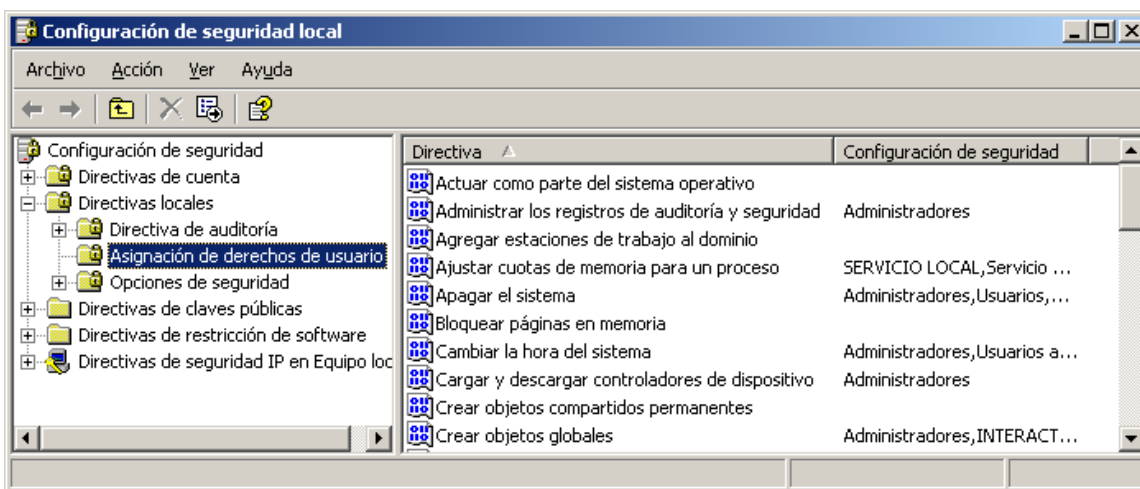 Configuración de seguridad local
Archivo Acción Ver Ayuda
Configuración de seguridad
Directivas de cuenta
Directivas locales
Directiva de auditoría
Asignación de derechos de usuario
Opciones de seguridad
Directivas de claves públicas
Directivas de restricción de software
Directivas de seguridad IP en Equipo loc
Directiva Configuración de seguridad
Actuar como parte del sistema operativo
Administrar los registros de auditoría y seguridad Administradores
Agregar estaciones de trabajo al dominio
Ajustar cuotas de memoria para un proceso SERVICIO LOCAL,Servicio ...
Apagar el sistema Administradores,Usuarios,...
Bloquear páginas en memoria
Cambiar la hora del sistema Administradores,Usuarios a...
Cargar y descargar controladores de dispositivo Administradores
Crear objetos compartidos permanentes
Crear objetos globales Administradores,INTERACT...